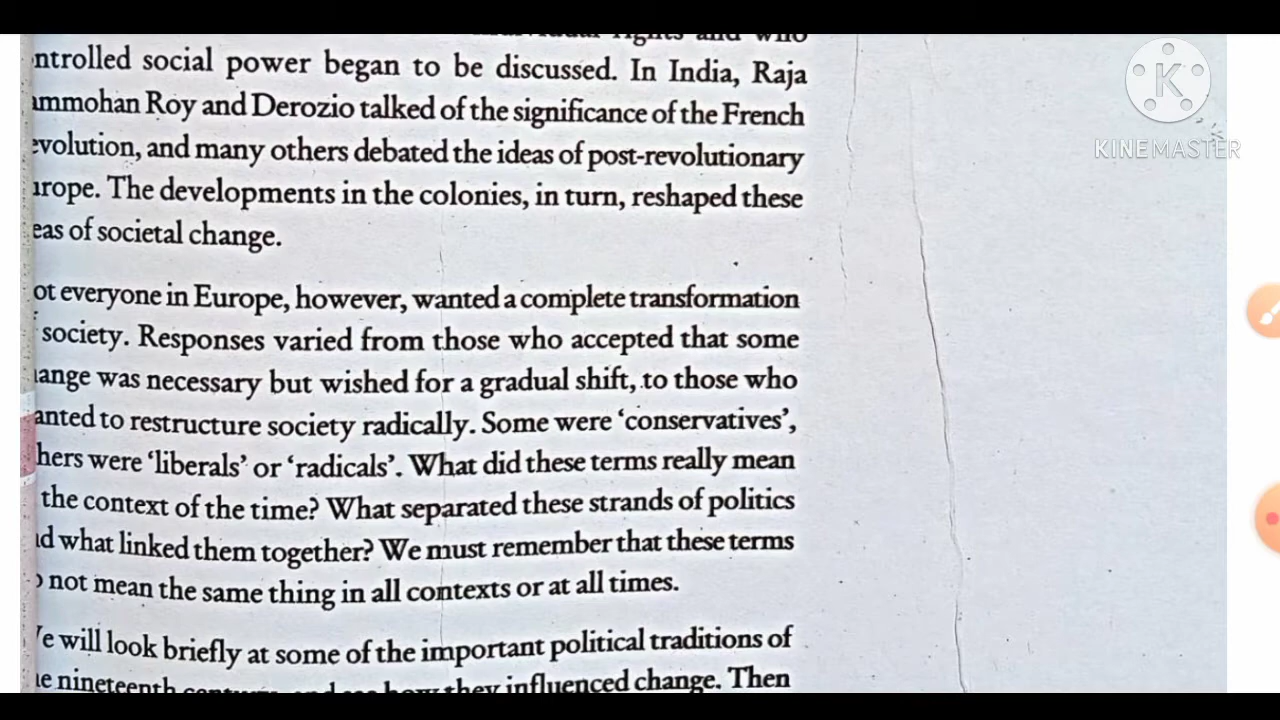 rights and who
ntrolled social power began to be discussed. In India, Raja
ammohan Roy and Derozio talked of the significance of the French
evolution, and many others debated the ideas of post-revolutionary
urope. The developments in the colonies, in turn, reshaped these
eas of societal change.
ot everyone in Europe, however, wanted a complete transformation
society. Responses varied from those who accepted that some
ange was necessary but wished for a gradual shift, to those who
anted to restructure society radically. Some were ‘conservatives’,
hers were ‘liberals’ or ‘radicals’. What did these terms really mean
the context of the time? What separated these strands of politics
d what linked them together? We must remember that these terms
o not mean the same thing in all contexts or at all times.
e will look briefly at some of the important political traditions of
e nineteenth they influenced change. Then
K
KINEMASTER